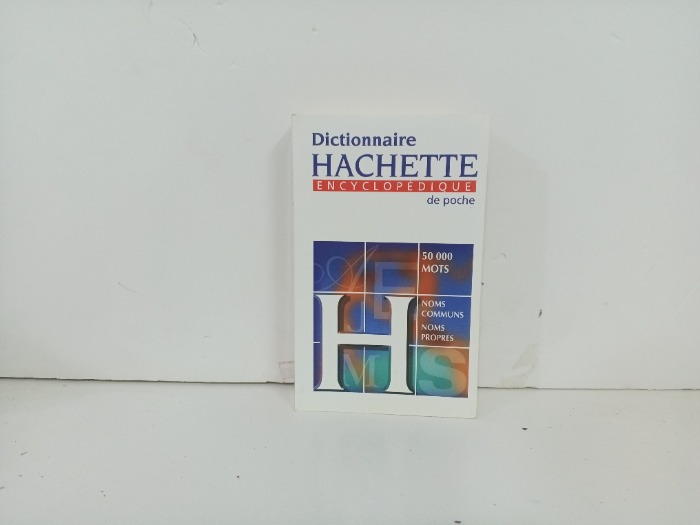 Dictionnaire
HACHETTE
ENCYCLOPÉDIQUE
de poche
50 000
MOTS
NOMS
COMMUNS
NOMS
PROPRES
H
M
S